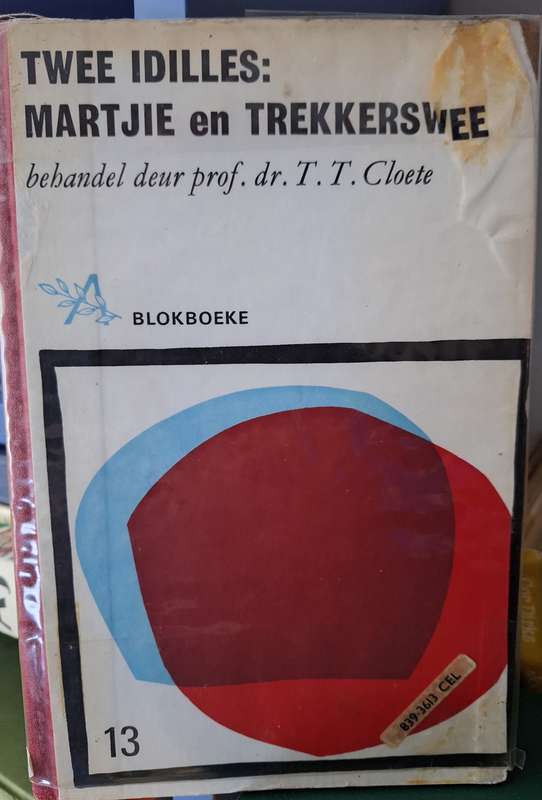 TWEE IDILLES:
MARTJIE en TREKKERSWEE
behandel deur prof. dr. T. T. Cloete
BLOKBOEKE
13
839.3613 CEL